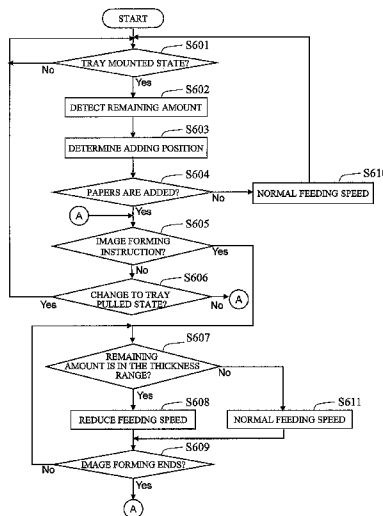 START
S601
TRAY MOUNTED STATE?
No
Yes
S602
DETECT REMAINING AMOUNT
S603
DETERMINE ADDING POSITION
S604
PAPERS ARE ADDED?
No
S610
NORMAL FEEDING SPEED
Yes
A
S605
IMAGE FORMING
INSTRUCTION?
Yes
No
S606
CHANGE TO TRAY
PULLED STATE?
Yes
No
A
S607
REMAINING
AMOUNT IS IN THE THICKNESS
RANGE?
No
Yes
S608
REDUCE FEEDING SPEED
S611
NORMAL FEEDING SPEED
S609
IMAGE FORMING ENDS?
No
Yes
A